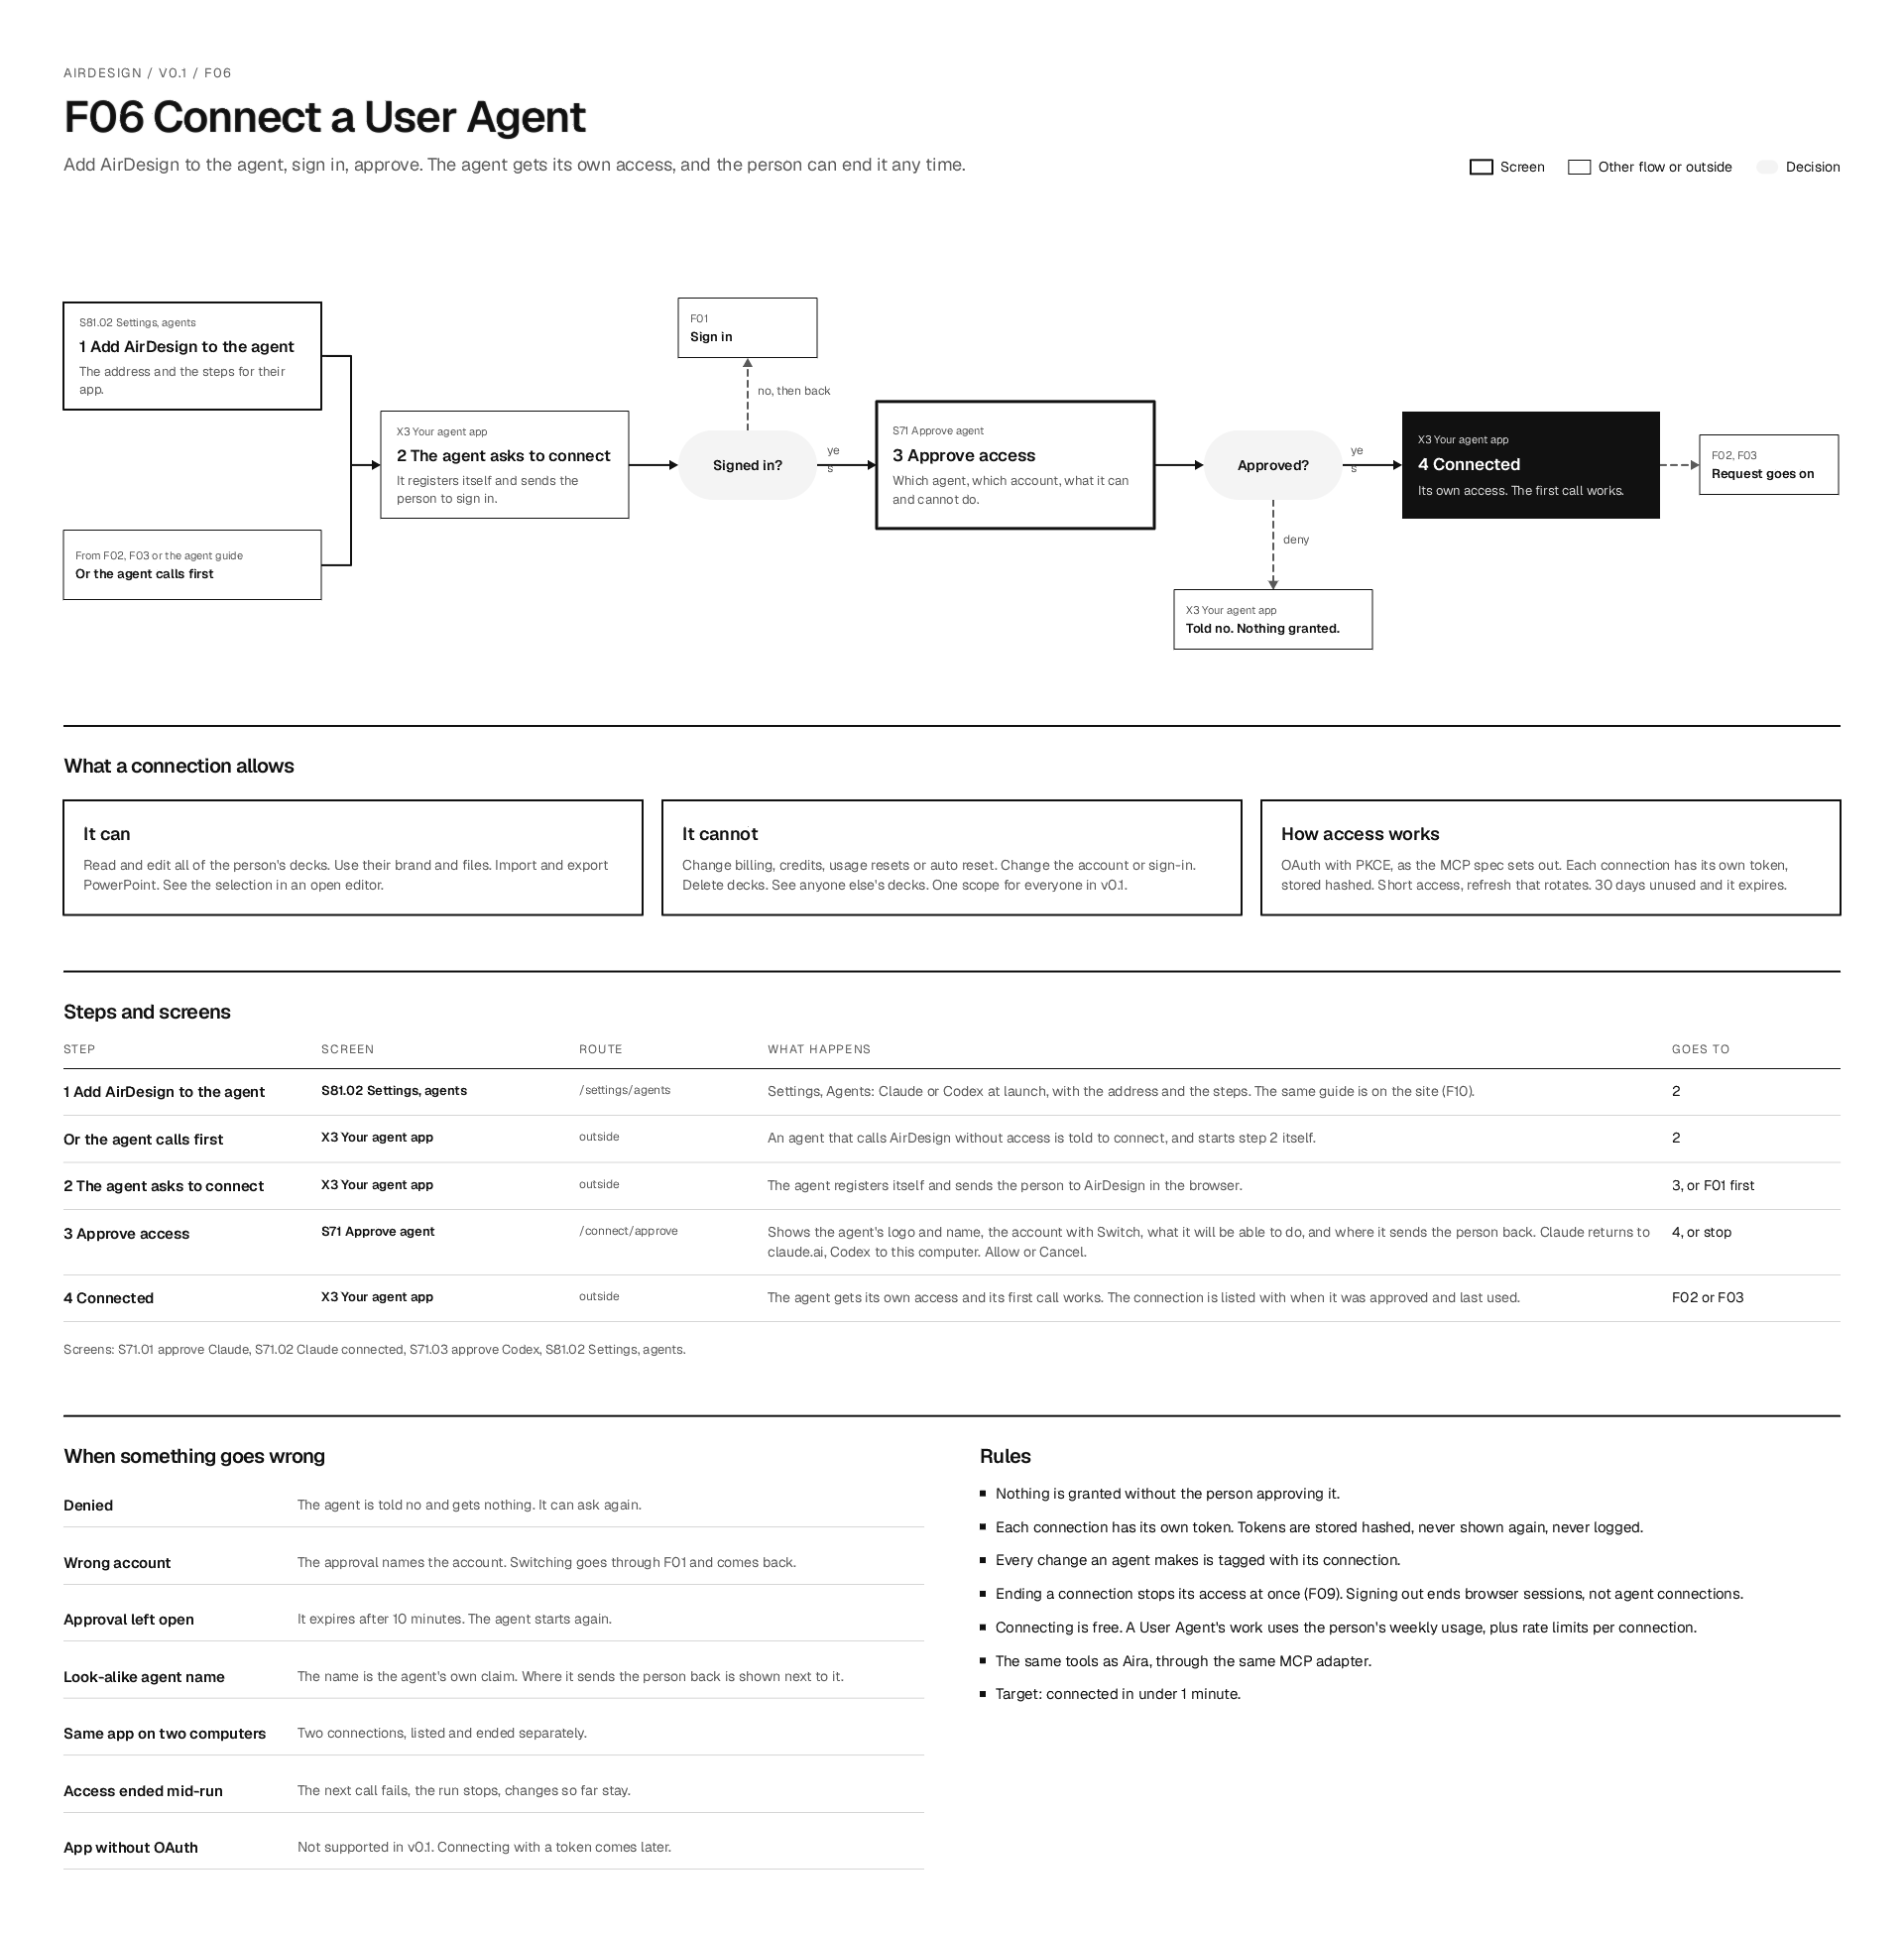 AIRDESIGN / V0.1 / F06
F06 Connect a User Agent
Add AirDesign to the agent, sign in, approve. The agent gets its own access, and the person can end it any time.
Screen
Other flow or outside
Decision
S81.02 Settings, agents
1 Add AirDesign to the agent
The address and the steps for their
app.
From F02, F03 or the agent guide
Or the agent calls first
X3 Your agent app
2 The agent asks to connect
It registers itself and sends the
person to sign in.
F01
Sign in
no, then back
Signed in?
ye
s
S71 Approve agent
3 Approve access
Which agent, which account, what it can
and cannot do.
Approved?
ye
s
deny
X3 Your agent app
Told no. Nothing granted.
X3 Your agent app
4 Connected
Its own access. The first call works.
F02, F03
Request goes on
What a connection allows
It can
Read and edit all of the person's decks. Use their brand and files. Import and export
PowerPoint. See the selection in an open editor.
It cannot
Change billing, credits, usage resets or auto reset. Change the account or sign-in.
Delete decks. See anyone else's decks. One scope for everyone in v0.1.
How access works
OAuth with PKCE, as the MCP spec sets out. Each connection has its own token,
stored hashed. Short access, refresh that rotates. 30 days unused and it expires.
Steps and screens
STEP SCREEN ROUTE WHAT HAPPENS GOES TO
1 Add AirDesign to the agent S81.02 Settings, agents /settings/agents Settings, Agents: Claude or Codex at launch, with the address and the steps. The same guide is on the site (F10). 2
Or the agent calls first X3 Your agent app outside An agent that calls AirDesign without access is told to connect, and starts step 2 itself. 2
2 The agent asks to connect X3 Your agent app outside The agent registers itself and sends the person to AirDesign in the browser. 3, or F01 first
3 Approve access S71 Approve agent /connect/approve Shows the agent's logo and name, the account with Switch, what it will be able to do, and where it sends the person back. Claude returns to 4, or stop
claude.ai, Codex to this computer. Allow or Cancel.
4 Connected X3 Your agent app outside The agent gets its own access and its first call works. The connection is listed with when it was approved and last used. F02 or F03
Screens: S71.01 approve Claude, S71.02 Claude connected, S71.03 approve Codex, S81.02 Settings, agents.
When something goes wrong
Denied The agent is told no and gets nothing. It can ask again.
Wrong account The approval names the account. Switching goes through F01 and comes back.
Approval left open It expires after 10 minutes. The agent starts again.
Look-alike agent name The name is the agent's own claim. Where it sends the person back is shown next to it.
Same app on two computers Two connections, listed and ended separately.
Access ended mid-run The next call fails, the run stops, changes so far stay.
App without OAuth Not supported in v0.1. Connecting with a token comes later.
Rules
Nothing is granted without the person approving it.
Each connection has its own token. Tokens are stored hashed, never shown again, never logged.
Every change an agent makes is tagged with its connection.
Ending a connection stops its access at once (F09). Signing out ends browser sessions, not agent connections.
Connecting is free. A User Agent's work uses the person's weekly usage, plus rate limits per connection.
The same tools as Aira, through the same MCP adapter.
Target: connected in under 1 minute.